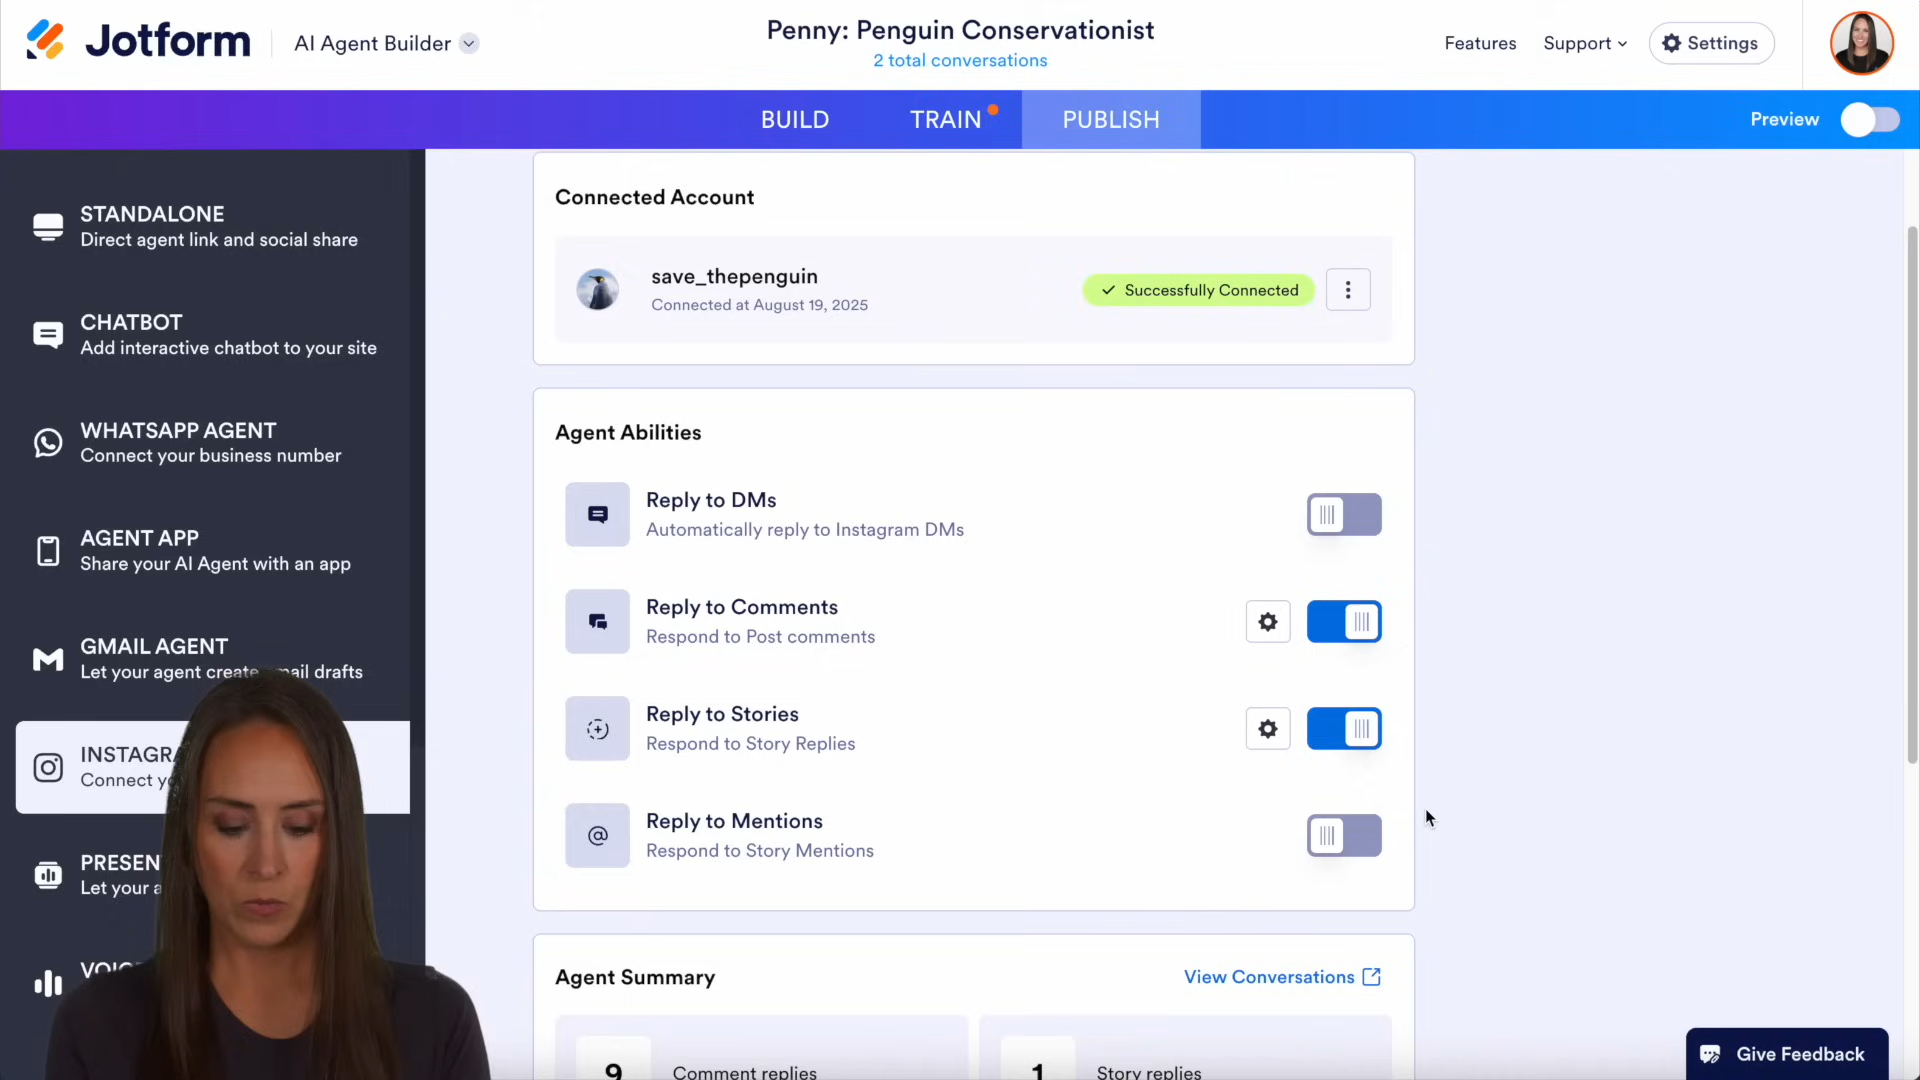 Jotform
AI Agent Builder
Penny: Penguin Conservationist
2 total conversations
Features
Support
Settings
BUILD
TRAIN
PUBLISH
Preview
STANDALONE
Direct agent link and social share
CHATBOT
Add interactive chatbot to your site
WHATSAPP AGENT
Connect your business number
AGENT APP
Share your AI Agent with an app
GMAIL AGENT
Let your agent create drafts
Connect
Let your
Connected Account
save_thepenguin
Connected at August 19, 2025
Successfully Connected
Agent Abilities
Reply to DMs
Automatically reply to Instagram DMs
Reply to Comments
Respond to Post comments
Reply to Stories
Respond to Story Replies
@
Reply to Mentions
Respond to Story Mentions
Agent Summary
View Conversations
9
Comment replies
1
Story replies
Give Feedback